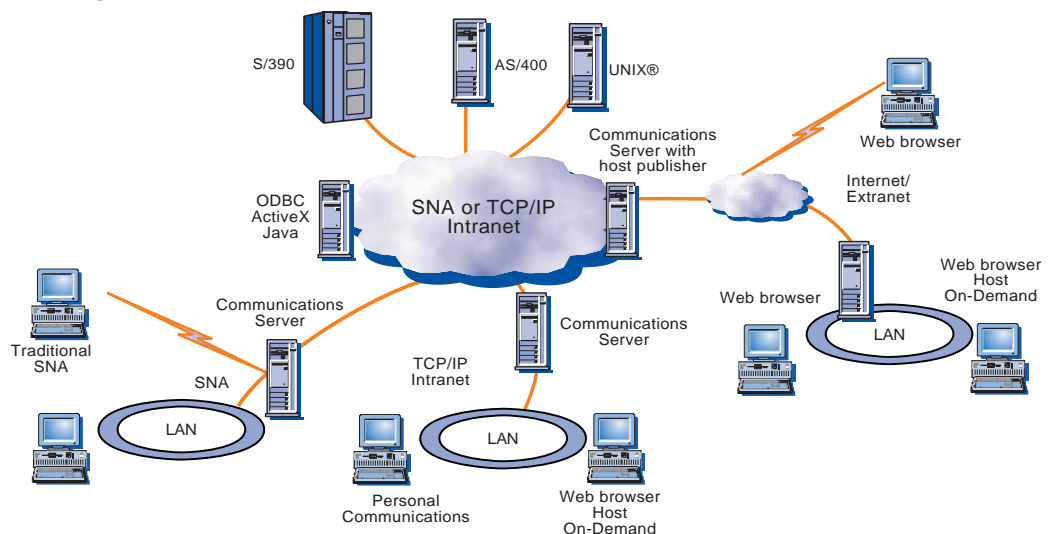 S/390
AS/400
UNIX®
Web browser
Communications
Server with
host publisher
Internet/
Extranet
ODBC
ActiveX
Java
SNA or TCP/IP
Intranet
Web browser
Host
On-Demand
Web browser
LAN
Communications
Server
Communications
Server
Traditional
SNA
SNA
TCP/IP
Intranet
LAN
LAN
Personal
Communications
Web browser
Host
On-Demand